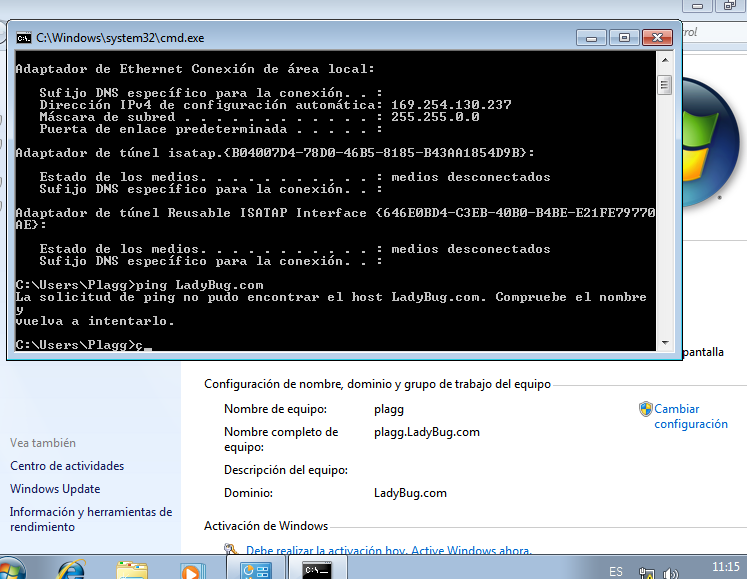 C:\Windows\system32\cmd.exe
rol
Adaptador de Ethernet Conexión de área local:
Sufijo DNS específico para la conexión. . :
Dirección IPv4 de configuración automática: 169.254.130.237
Máscara de subred . . . . . . . . . . . . : 255.255.0.0
Puerta de enlace predeterminada . . . . . :
Adaptador de túnel isatap.{B04007D4-78D0-46B5-8185-B43AA1854D9B}:
Estado de los medios. . . . . . . . . . . : medios desconectados
Sufijo DNS específico para la conexión. . :
Adaptador de túnel Reusable ISATAP Interface {646E0BD4-C3EB-40B0-B4BE-E21FE79770
AE}:
Estado de los medios. . . . . . . . . . . : medios desconectados
Sufijo DNS específico para la conexión. . :
C:\Users\Plagg>ping LadyBug.com
La solicitud de ping no pudo encontrar el host LadyBug.com. Compruebe el nombre
y
vuelva a intentarlo.
C:\Users\Plagg>ç_
pantalla
Configuración de nombre, dominio y grupo de trabajo del equipo
Nombre de equipo: plagg
Cambiar
configuración
Nombre completo de
equipo: plagg.LadyBug.com
Descripción del equipo:
Dominio: LadyBug.com
Activación de Windows
Debe realizar la activación hoy. Active Windows ahora.
Vea también
Centro de actividades
Windows Update
Información y herramientas de
rendimiento
C:\.
ES
11:15